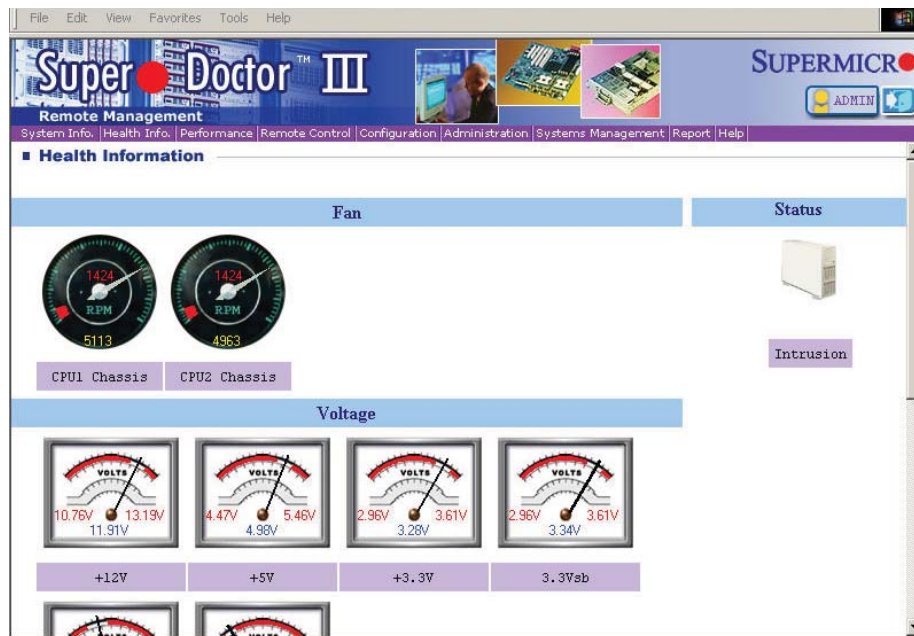 File Edit View Favorites Tools Help
Super Doctor™ III
SUPERMICR
Remote Management
ADMIN
System Info. Health Info. Performance Remote Control Configuration Administration Systems Management Report Help
Health Information
Fan
Status
1424
RPM
5113
1424
RPM
4963
CPU1 Chassis
CPU2 Chassis
Intrusion
Voltage
VOLTS
10.76V 13.19V
11.91V
VOLTS
4.47V 5.46V
4.98V
VOLTS
2.96V 3.61V
3.28V
VOLTS
2.96V 3.61V
3.34V
+12V
+5V
+3.3V
3.3Vsb
VOLTS